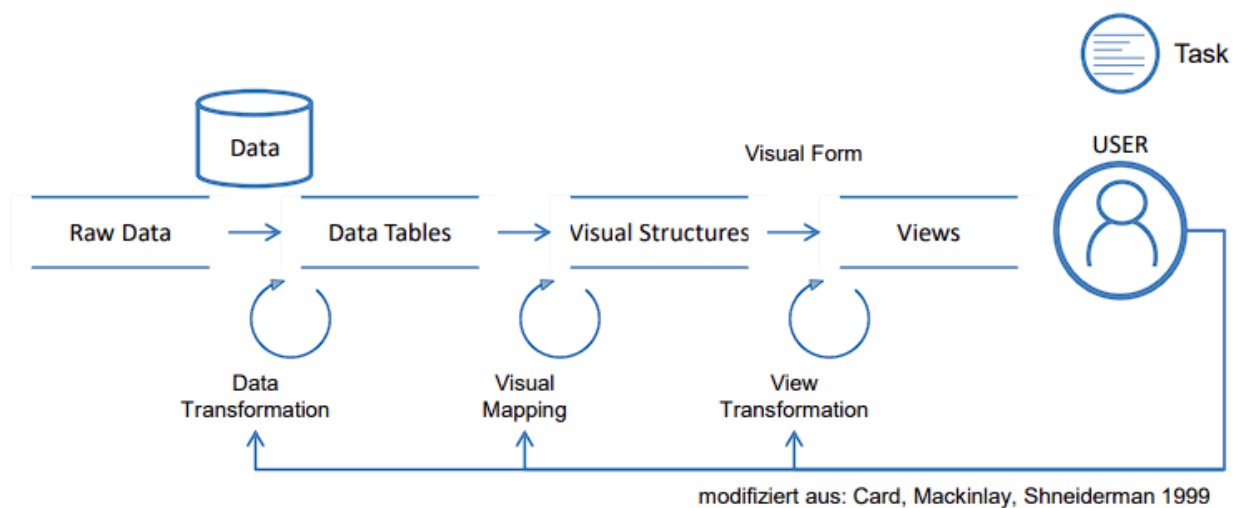 Task
Data
Visual Form
USER
Raw Data
Data Tables
Visual Structures
Views
Data
Transformation
Visual
Mapping
View
Transformation
modifiziert aus: Card, Mackinlay, Shneiderman 1999